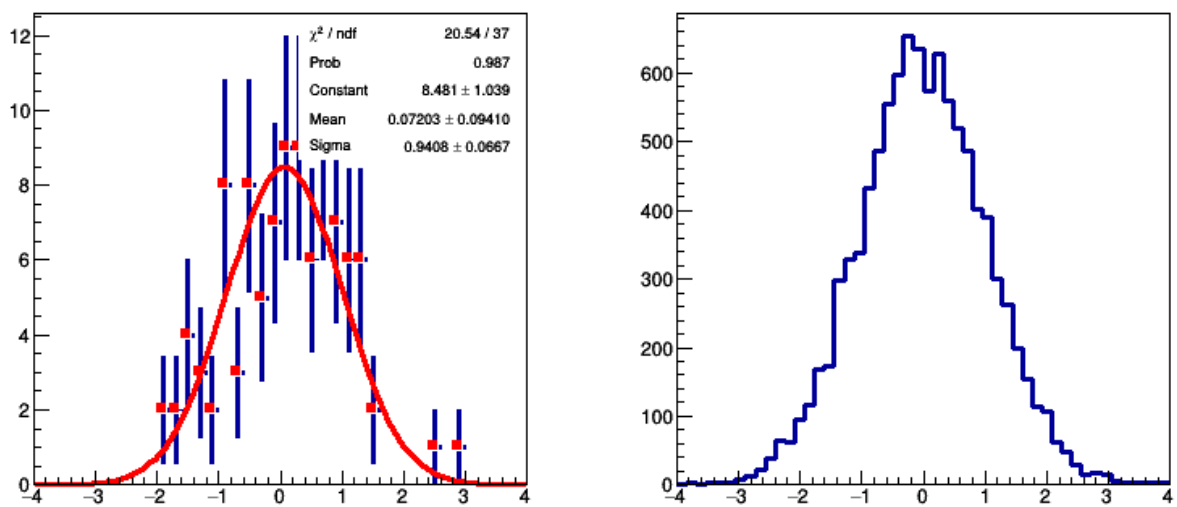 χ² / ndf 20.54 / 37
Prob 0.987
Constant 8.481 ± 1.039
Mean 0.07203 ± 0.09410
Sigma 0.9408 ± 0.0667
12
10
8
6
4
2
0
−4 −3 −2 −1 0 1 2 3 4
600
500
400
300
200
100
0
−4 −3 −2 −1 0 1 2 3 4